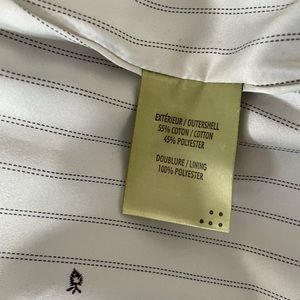 EXTÉRIEUR / OUTERSHELL
55% COTON / COTTON
45% POLYESTER
DOUBLURE / LINING
100% POLYESTER